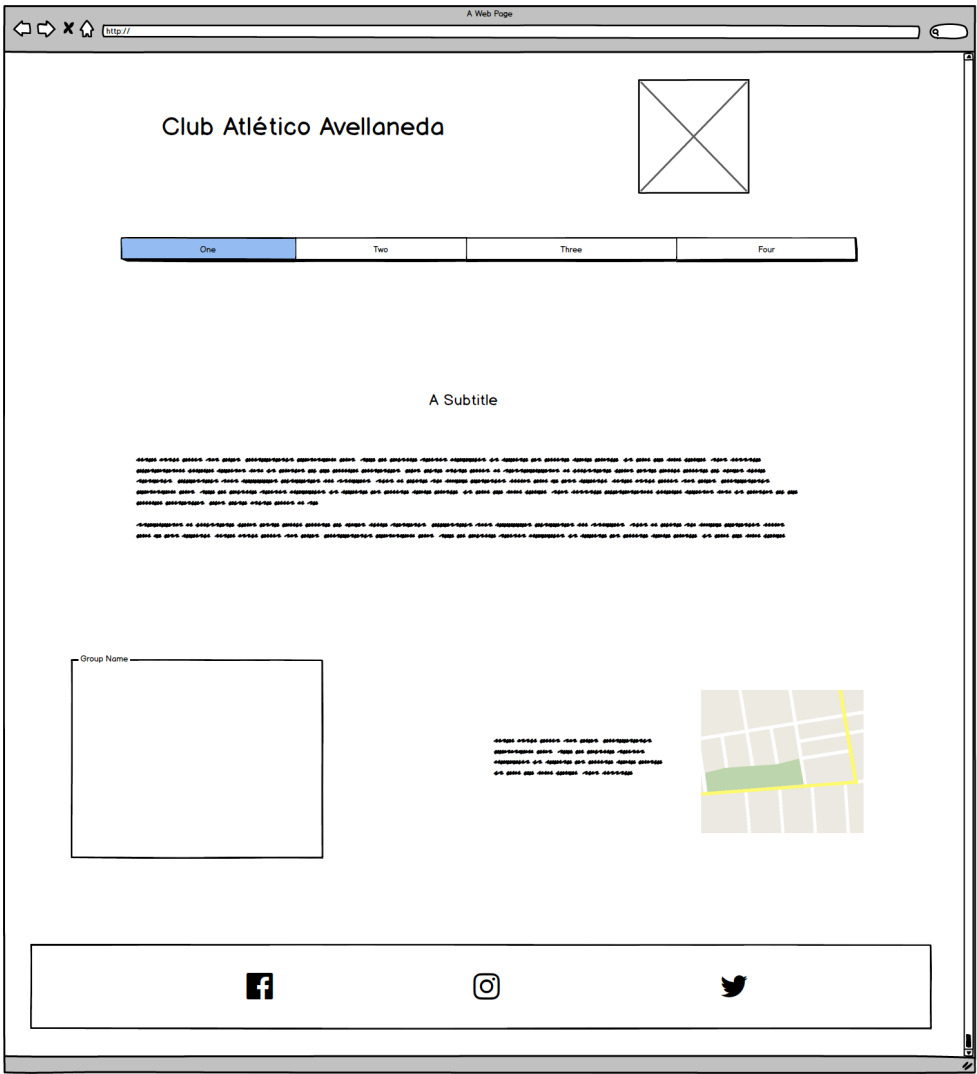 A Web Page
http://
Club Atlético Avellaneda
One
Two
Three
Four
A Subtitle
Group Name